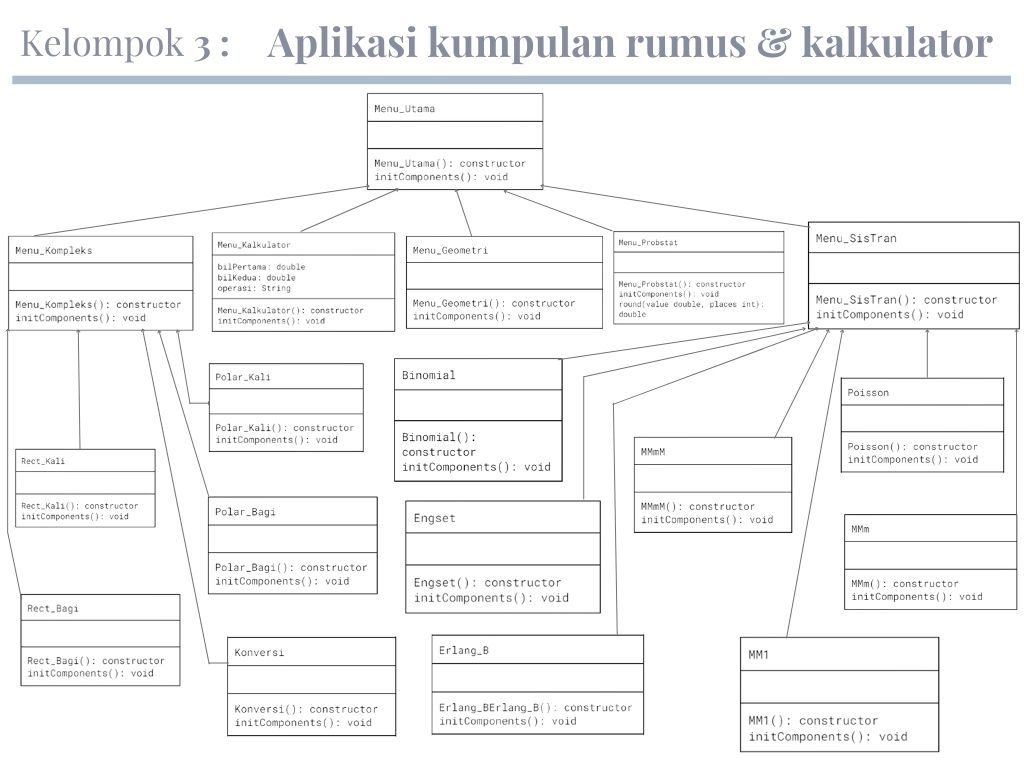 Kelompok 3 : Aplikasi kumpulan rumus & kalkulator
Menu_Utama
Menu_Utama(): constructor
initComponents(): void
Menu_Kompleks
Menu_Kompleks(): constructor
initComponents(): void
Menu_Kalkulator
bilPertama: double
bilKedua: double
operasi: String
Menu_Kalkulator(): constructor
initComponents(): void
Menu_Geometri
Menu_Geometri(): constructor
initComponents(): void
Menu_Probstat
Menu_Probstat(): constructor
initComponents(): void
round(value double, places int):
double
Menu_SisTran
Menu_SisTran(): constructor
initComponents(): void
Polar_Kali
Polar_Kali(): constructor
initComponents(): void
Binomial
Binomial():
constructor
initComponents(): void
Poisson
Poisson(): constructor
initComponents(): void
Rect_Kali
Rect_Kali(): constructor
initComponents(): void
MMmM
MMmM(): constructor
initComponents(): void
Polar_Bagi
Polar_Bagi(): constructor
initComponents(): void
Engset
Engset(): constructor
initComponents(): void
MMm
MMm(): constructor
initComponents(): void
Rect_Bagi
Rect_Bagi(): constructor
initComponents(): void
Konversi
Konversi(): constructor
initComponents(): void
Erlang_B
Erlang_BErlang_B(): constructor
initComponents(): void
MM1
MM1(): constructor
initComponents(): void